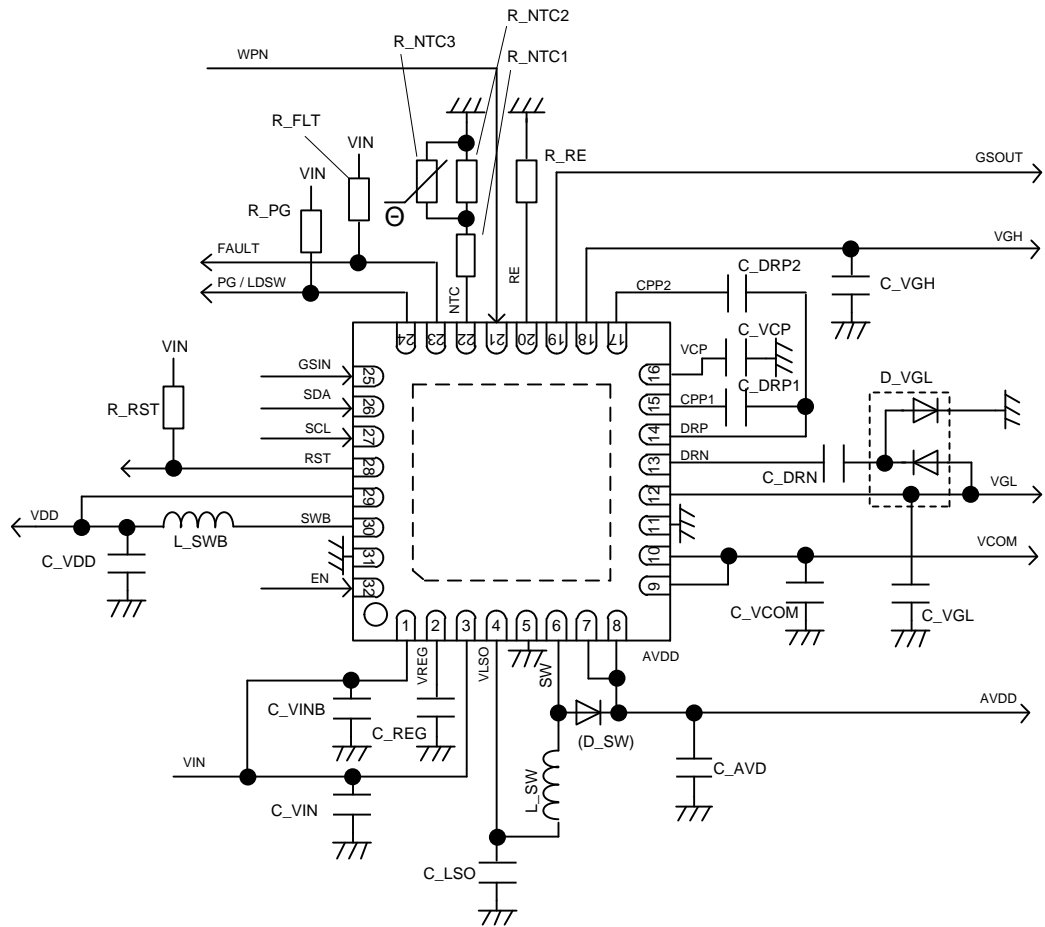 R_NTC2
R_NTC3
WPN
R_NTC1
R_FLT
VIN
R_RE
GSOUT
VIN
R_PG
Θ
FAULT
VGH
PG / LDSW
NTC
RE
CPP2
C_DRP2
C_VGH
24
23
22
21
20
19
18
17
VIN
VCP
C_VCP
GSIN
25
16
D_VGL
R_RST
SDA
26
15
CPP1
C_DRP1
SCL
27
14
DRP
RST
28
13
DRN
C_DRN
29
12
VGL
VDD
SWB
30
11
L_SWB
C_VDD
31
10
VCOM
EN
32
9
C_VCOM
C_VGL
1
2
3
4
5
6
7
8
VREG
VLSO
SW
AVDD
C_VINB
C_REG
AVDD
(D_SW)
VIN
L_SW
C_AVD
C_VIN
C_LSO